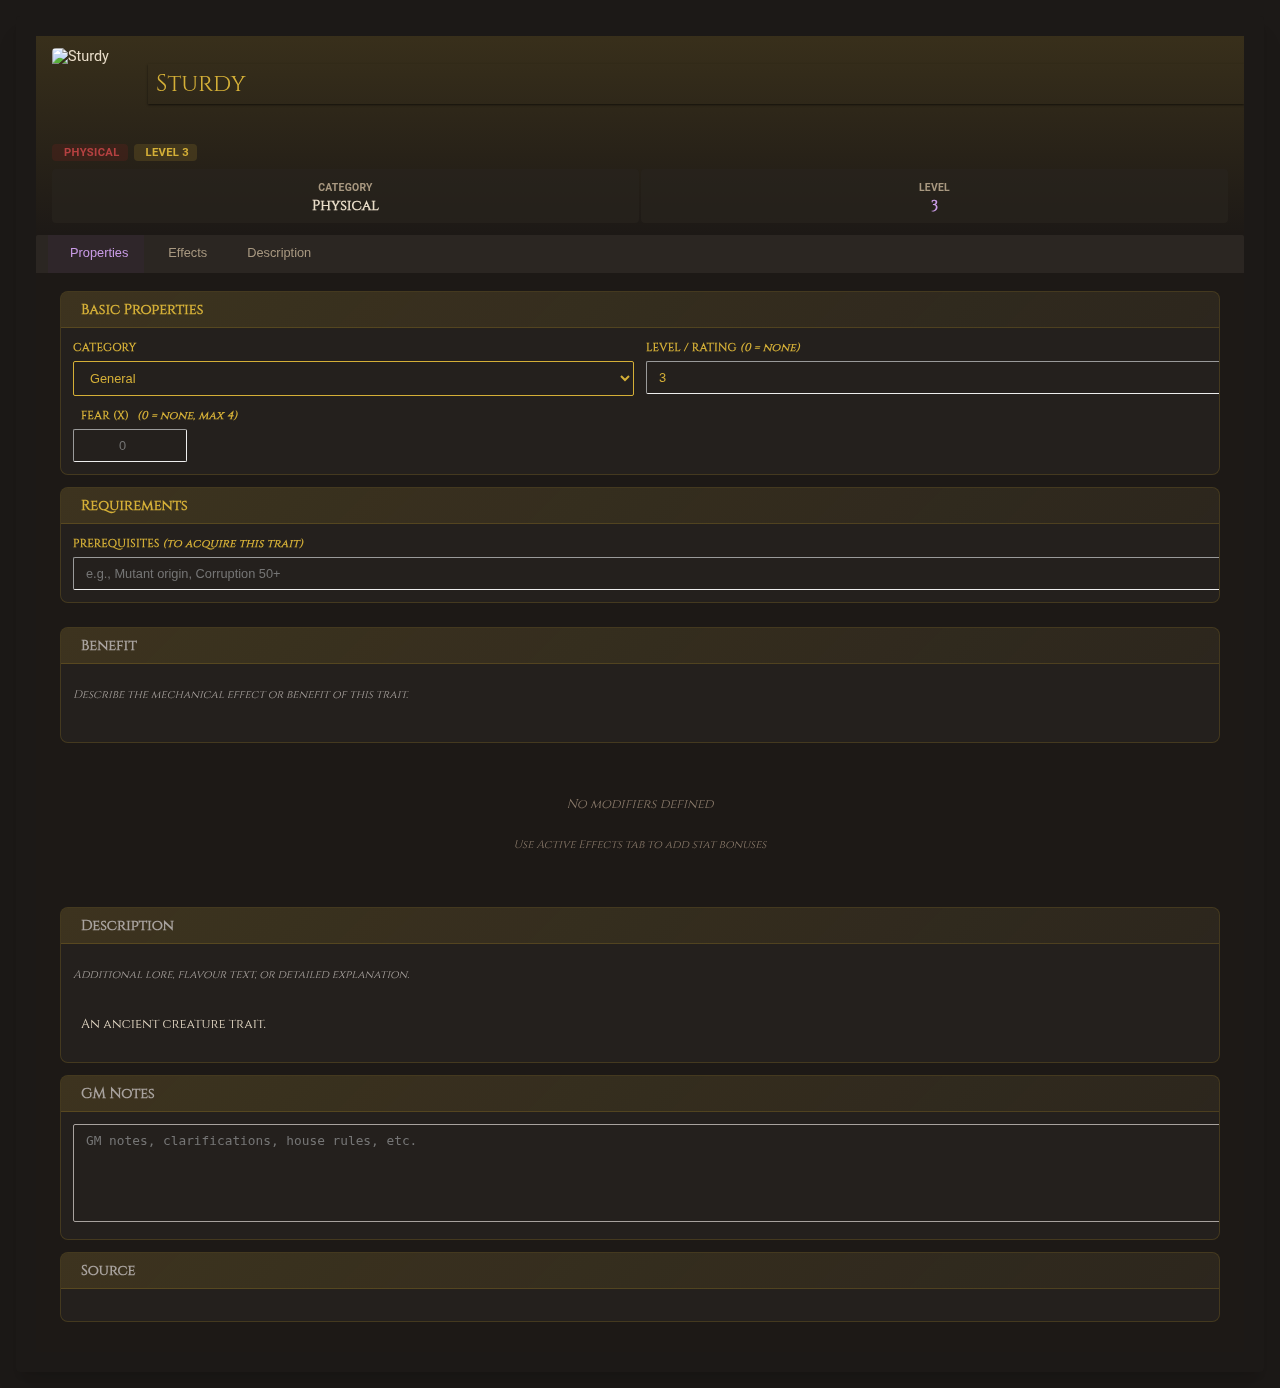 Sturdy
Sturdy
PHYSICAL LEVEL 3
CATEGORY
Physical
LEVEL
3
Properties Effects Description
Basic Properties
CATEGORY
General
LEVEL / RATING (0 = NONE)
3
FEAR (X) (0 = NONE, MAX 4)
0
Requirements
PREREQUISITES (TO ACQUIRE THIS TRAIT)
e.g., Mutant origin, Corruption 50+
Benefit
Describe the mechanical effect or benefit of this trait.
No modifiers defined
Use Active Effects tab to add stat bonuses
Description
Additional lore, flavour text, or detailed explanation.
An ancient creature trait.
GM Notes
GM notes, clarifications, house rules, etc.
Source